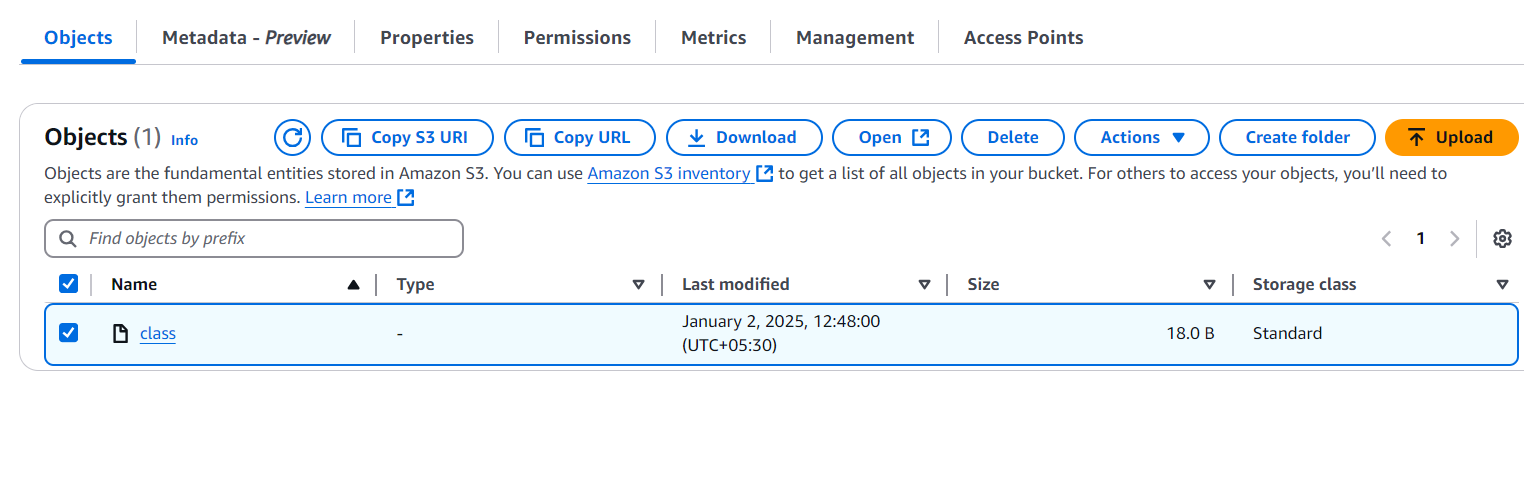 Objects Metadata - Preview Properties Permissions Metrics Management Access Points
Objects (1) Info Copy S3 URI Copy URL Download Open Delete Actions Create folder Upload
Objects are the fundamental entities stored in Amazon S3. You can use Amazon S3 inventory to get a list of all objects in your bucket. For others to access your objects, you’ll need to
explicitly grant them permissions. Learn more
Find objects by prefix 1
Name Type Last modified Size Storage class
class - January 2, 2025, 12:48:00 18.0 B Standard
(UTC+05:30)